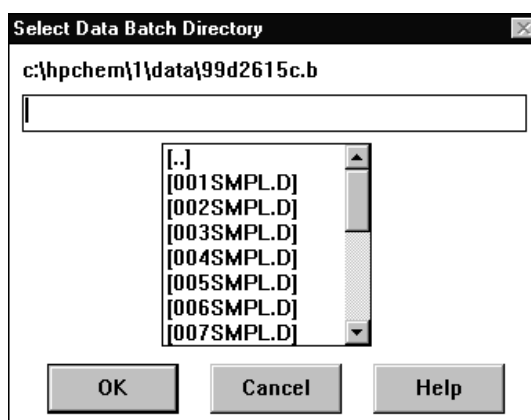 Select Data Batch Directory
c:\hpchem\1\data\99d2615c.b
[..]
[001SMPL.D]
[002SMPL.D]
[003SMPL.D]
[004SMPL.D]
[005SMPL.D]
[006SMPL.D]
[007SMPL.D]
OK Cancel Help